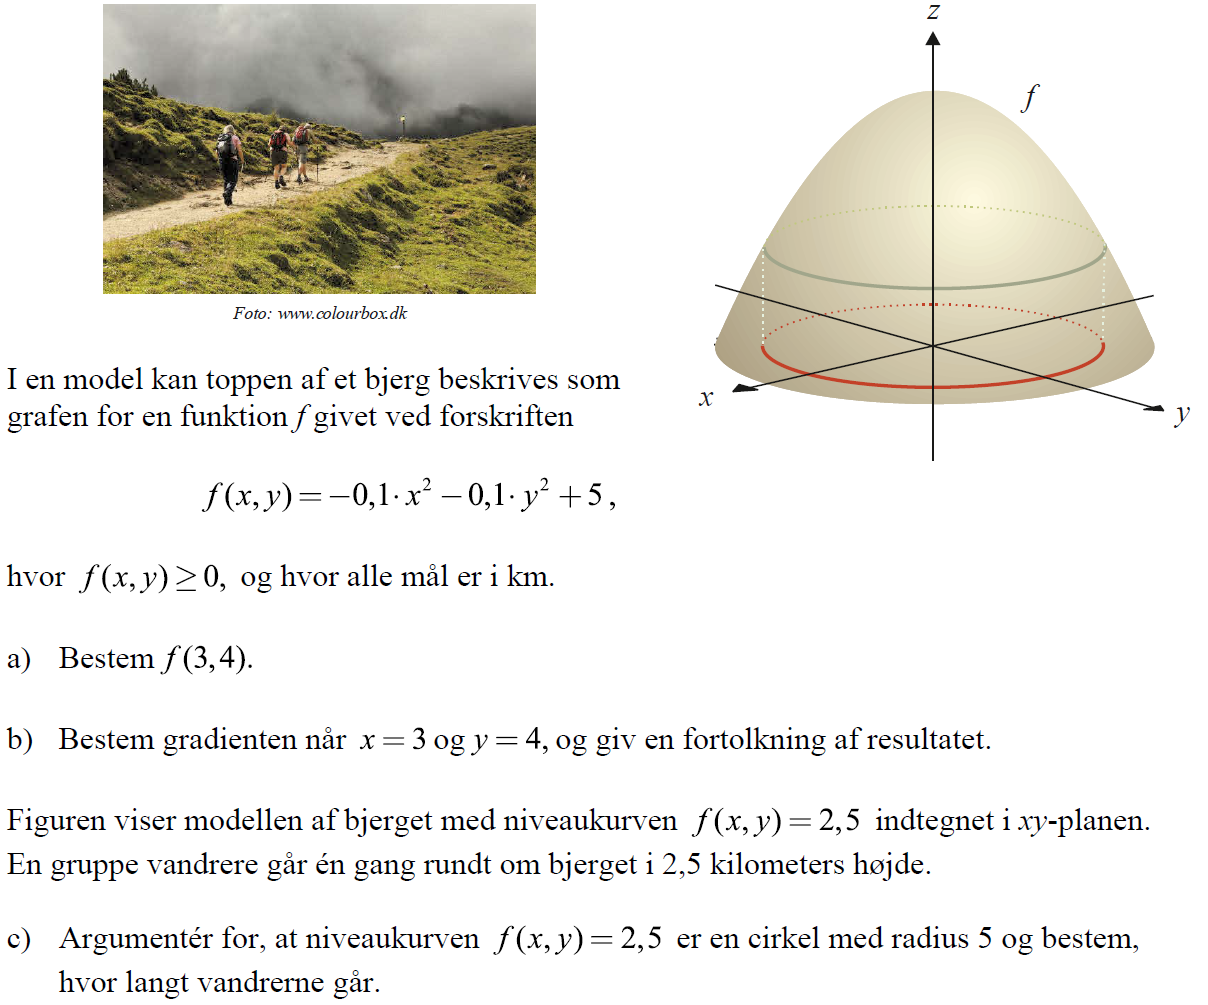 z
f
Foto: www.colourbox.dk
x
y
I en model kan toppen af et bjerg beskrives som
grafen for en funktion f givet ved forskriften
f(x, y) = −0,1· x² − 0,1· y² + 5 ,
hvor f(x, y) ≥ 0, og hvor alle mål er i km.
a) Bestem f(3,4).
b) Bestem gradienten når x = 3 og y = 4, og giv en fortolkning af resultatet.
Figuren viser modellen af bjerget med niveaukurven f(x, y) = 2,5 indtegnet i xy-planen.
En gruppe vandrere går én gang rundt om bjerget i 2,5 kilometers højde.
c) Argumentér for, at niveaukurven f(x, y) = 2,5 er en cirkel med radius 5 og bestem,
hvor langt vandrerne går.